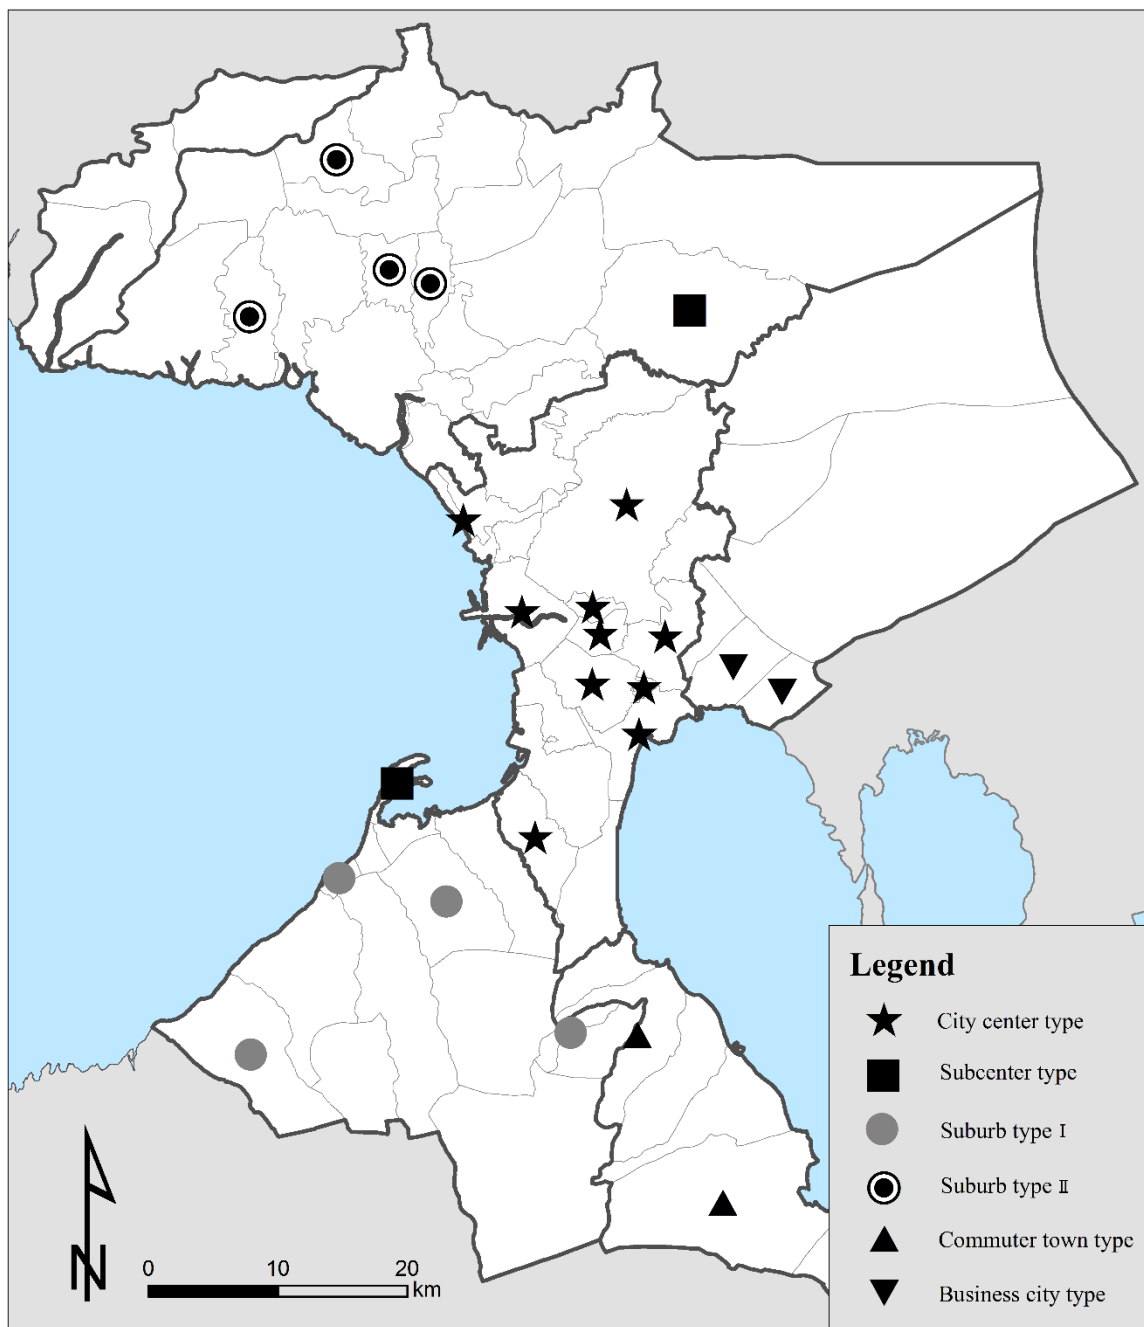 Legend
City center type
Subcenter type
Suburb type Ⅰ
Suburb type Ⅱ
Commuter town type
Business city type
N
0 10 20
km